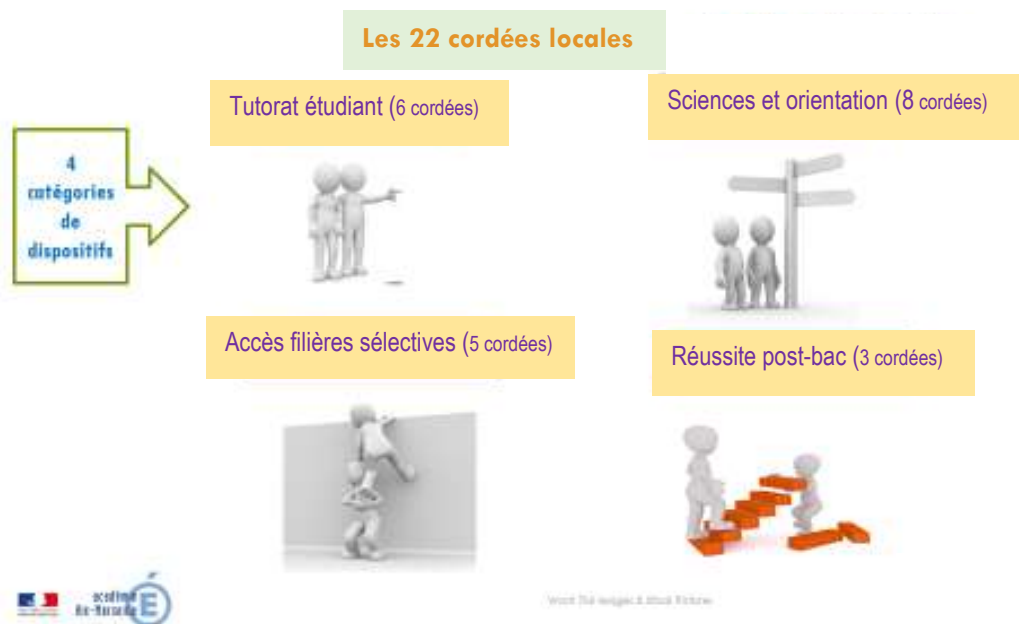 Les 22 cordées locales
Tutorat étudiant (6 cordées)
Sciences et orientation (8 cordées)
4
catégories
de
dispositifs
Accès filières sélectives (5 cordées)
Réussite post-bac (3 cordées)
académie
Aix-Marseille
É